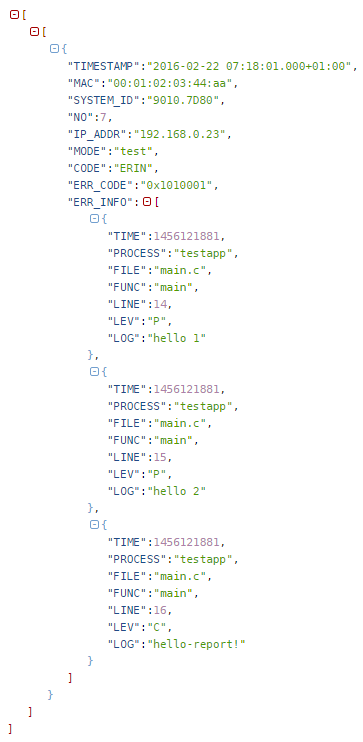 [
[
{
"TIMESTAMP":"2016-02-22 07:18:01.000+01:00",
"MAC":"00:01:02:03:44:aa",
"SYSTEM_ID":"9010.7D80",
"NO":7,
"IP_ADDR":"192.168.0.23",
"MODE":"test",
"CODE":"ERIN",
"ERR_CODE":"0x1010001",
"ERR_INFO":[
{
"TIME":1456121881,
"PROCESS":"testapp",
"FILE":"main.c",
"FUNC":"main",
"LINE":14,
"LEV":"P",
"LOG":"hello 1"
},
{
"TIME":1456121881,
"PROCESS":"testapp",
"FILE":"main.c",
"FUNC":"main",
"LINE":15,
"LEV":"P",
"LOG":"hello 2"
},
{
"TIME":1456121881,
"PROCESS":"testapp",
"FILE":"main.c",
"FUNC":"main",
"LINE":16,
"LEV":"C",
"LOG":"hello-report!"
}
]
}
]
]